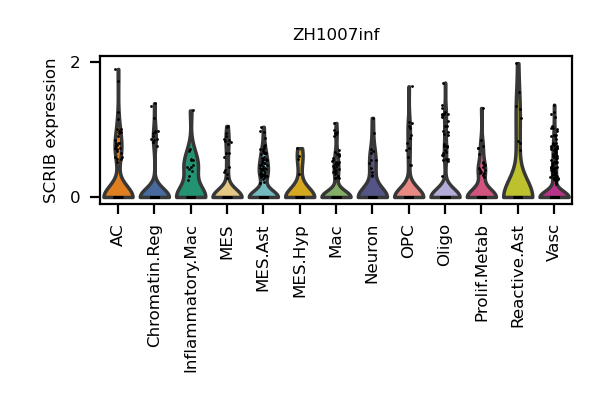 ZH1007inf
SCRIB expression
2
0
AC
Chromatin.Reg
Inflammatory.Mac
MES
MES.Ast
MES.Hyp
Mac
Neuron
OPC
Oligo
Prolif.Metab
Reactive.Ast
Vasc